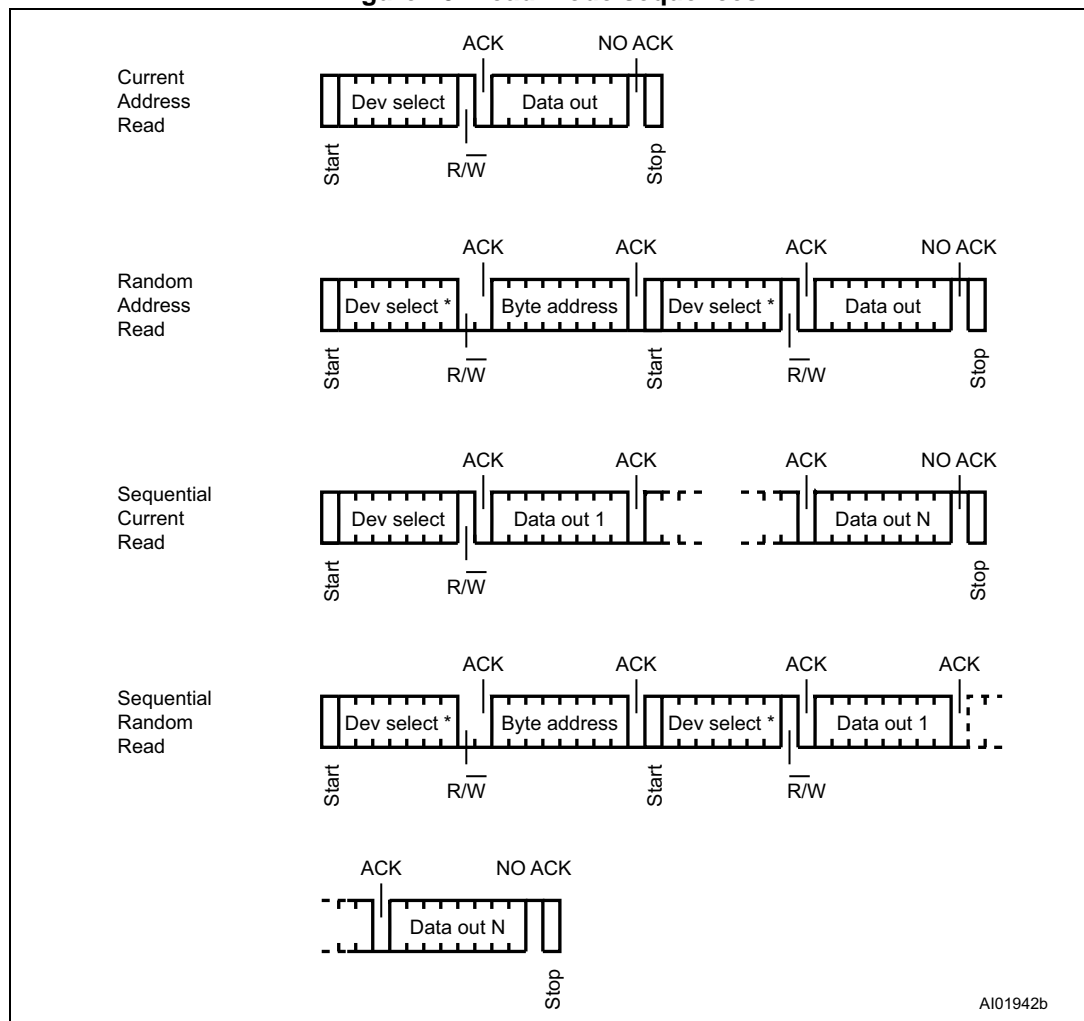 Read mode sequences
ACK NO ACK
Current
Address
Read
Dev select Data out
Start R/W̅ Stop
ACK ACK ACK NO ACK
Random
Address
Read
Dev select * Byte address Dev select * Data out
Start R/W̅ Start R̅/W Stop
ACK ACK ACK NO ACK
Sequential
Current
Read
Dev select Data out 1 Data out N
Start R/W̅ Stop
ACK ACK ACK ACK
Sequential
Random
Read
Dev select * Byte address Dev select * Data out 1
Start R/W̅ Start R̅/W
ACK NO ACK
Data out N
Stop
AI01942b